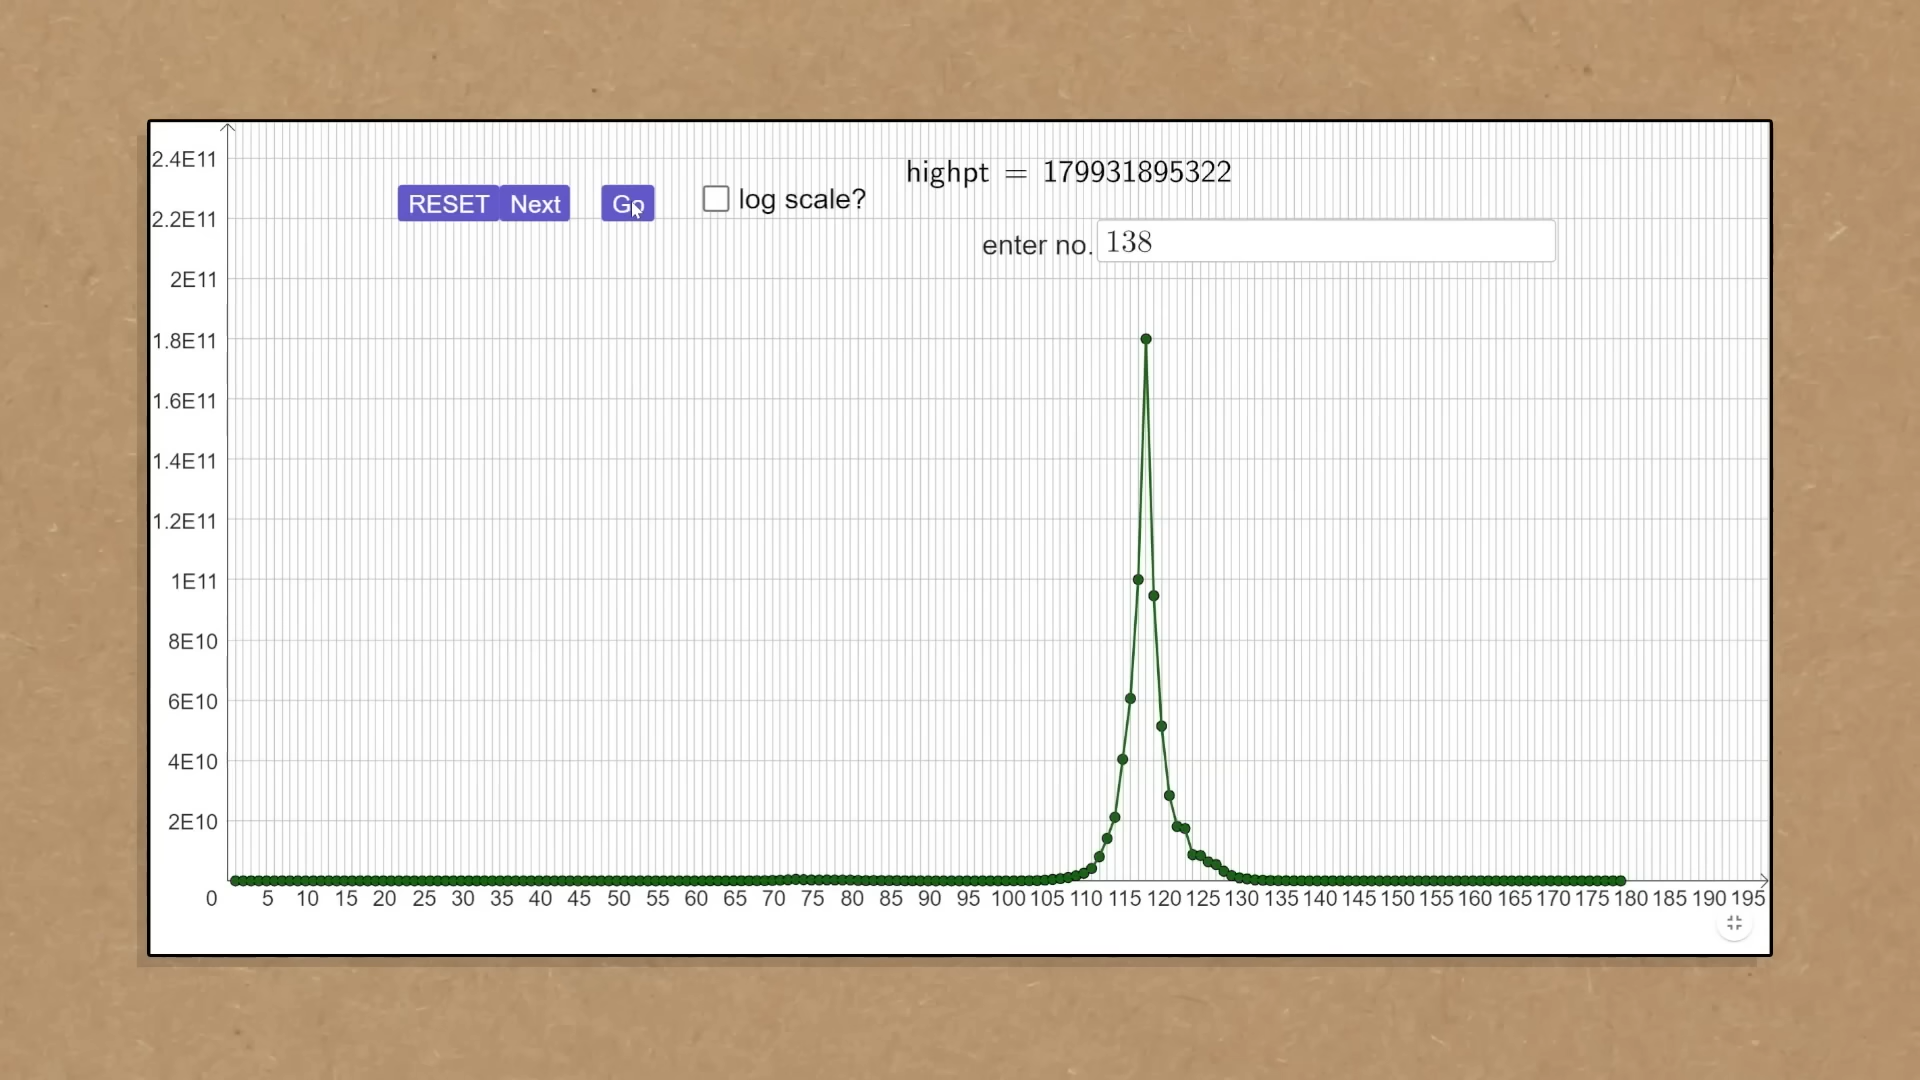 highpt = 179931895322
RESET Next Go log scale?
enter no. 138
2.4E11
2.2E11
2E11
1.8E11
1.6E11
1.4E11
1.2E11
1E11
8E10
6E10
4E10
2E10
0 5 10 15 20 25 30 35 40 45 50 55 60 65 70 75 80 85 90 95 100 105 110 115 120 125 130 135 140 145 150 155 160 165 170 175 180 185 190 195